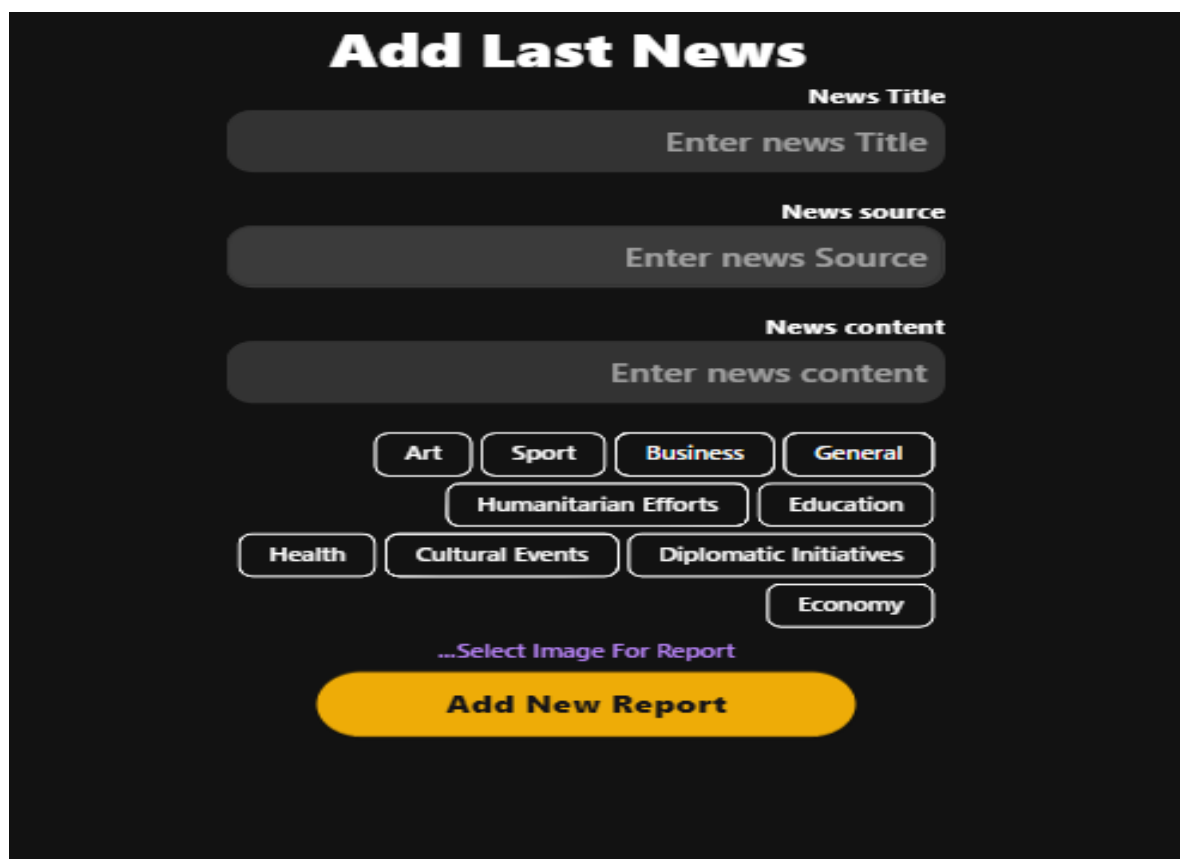 Add Last News
News Title
Enter news Title
News source
Enter news Source
News content
Enter news content
Art Sport Business General
Humanitarian Efforts Education
Health Cultural Events Diplomatic Initiatives
Economy
...Select Image For Report
Add New Report